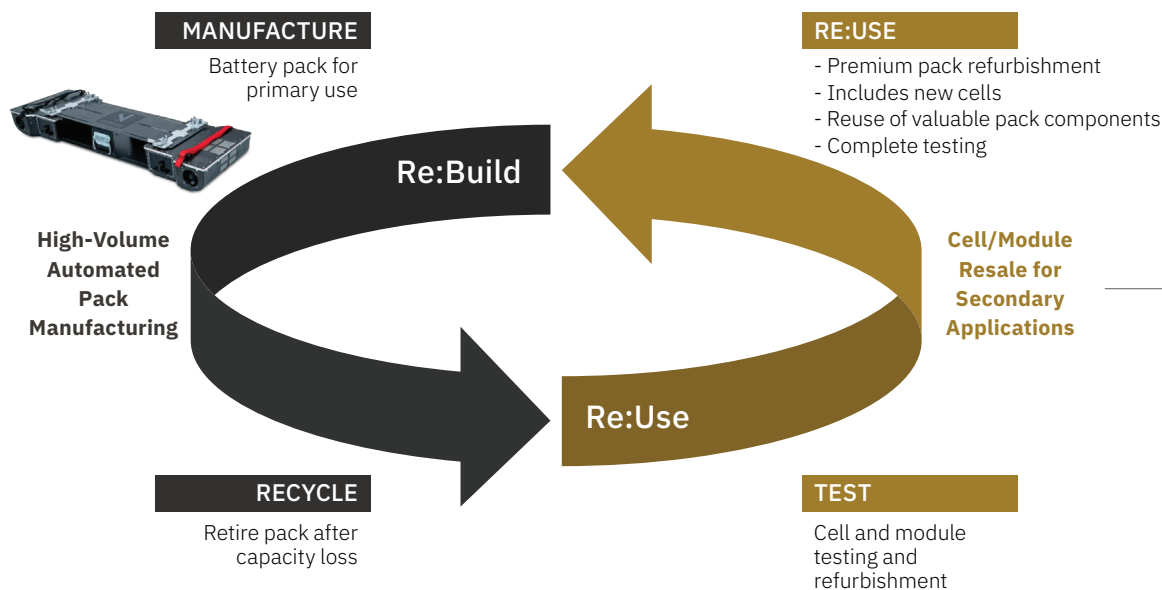 MANUFACTURE
Battery pack for
primary use
RE:USE
- Premium pack refurbishment
- Includes new cells
- Reuse of valuable pack components
- Complete testing
Re:Build
High-Volume
Automated
Pack
Manufacturing
Cell/Module
Resale for
Secondary
Applications
Re:Use
RECYCLE
Retire pack after
capacity loss
TEST
Cell and module
testing and
refurbishment